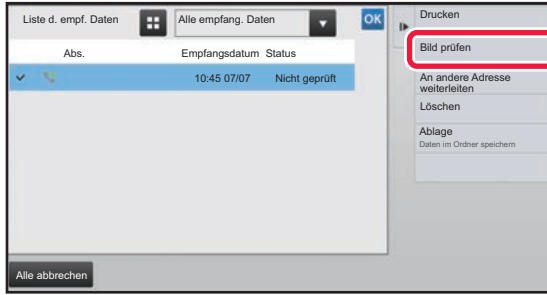 Liste d. empf. Daten
Alle empfang. Daten
OK
Abs.
Empfangsdatum
Status
10:45 07/07
Nicht geprüft
Drucken
Bild prüfen
An andere Adresse
weiterleiten
Löschen
Ablage
Daten im Ordner speichern
Alle abbrechen